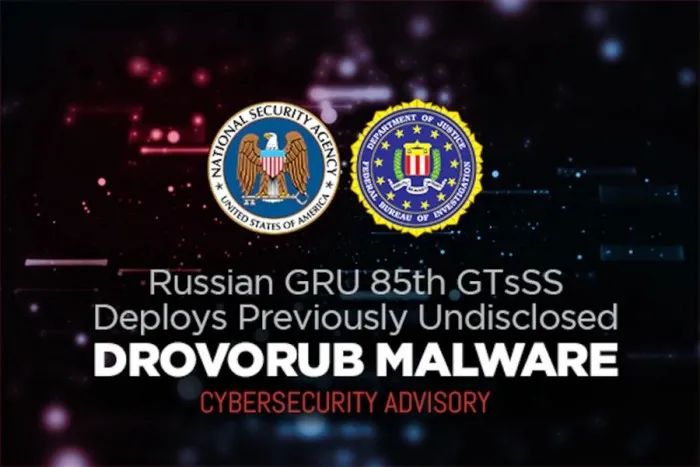 NATIONAL SECURITY AGENCY
UNITED STATES OF AMERICA
DEPARTMENT OF JUSTICE
FEDERAL BUREAU OF INVESTIGATION
Russian GRU 85th GTsSS
Deploys Previously Undisclosed
DROVORUB MALWARE
CYBERSECURITY ADVISORY